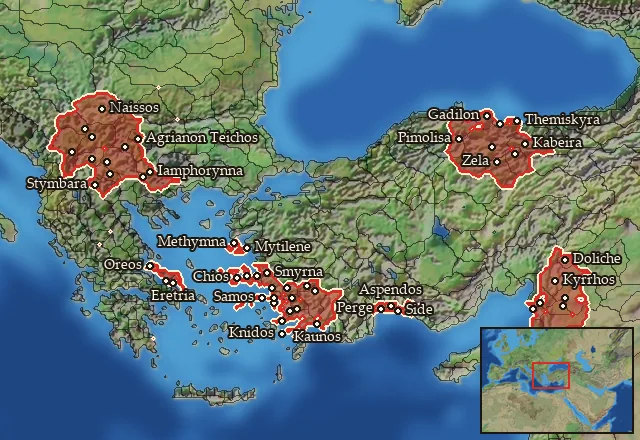 Naissos
Gadilon
Themiskyra
Agrianon Teichos
Pimolisa
Kabeira
Zela
Iamphorynna
Stymbara
Methymna
Mytilene
Doliche
Oreos
Chios
Smyrna
Kyrrhos
Aspendos
Eretria
Samos
Perge
Side
Knidos
Kaunos